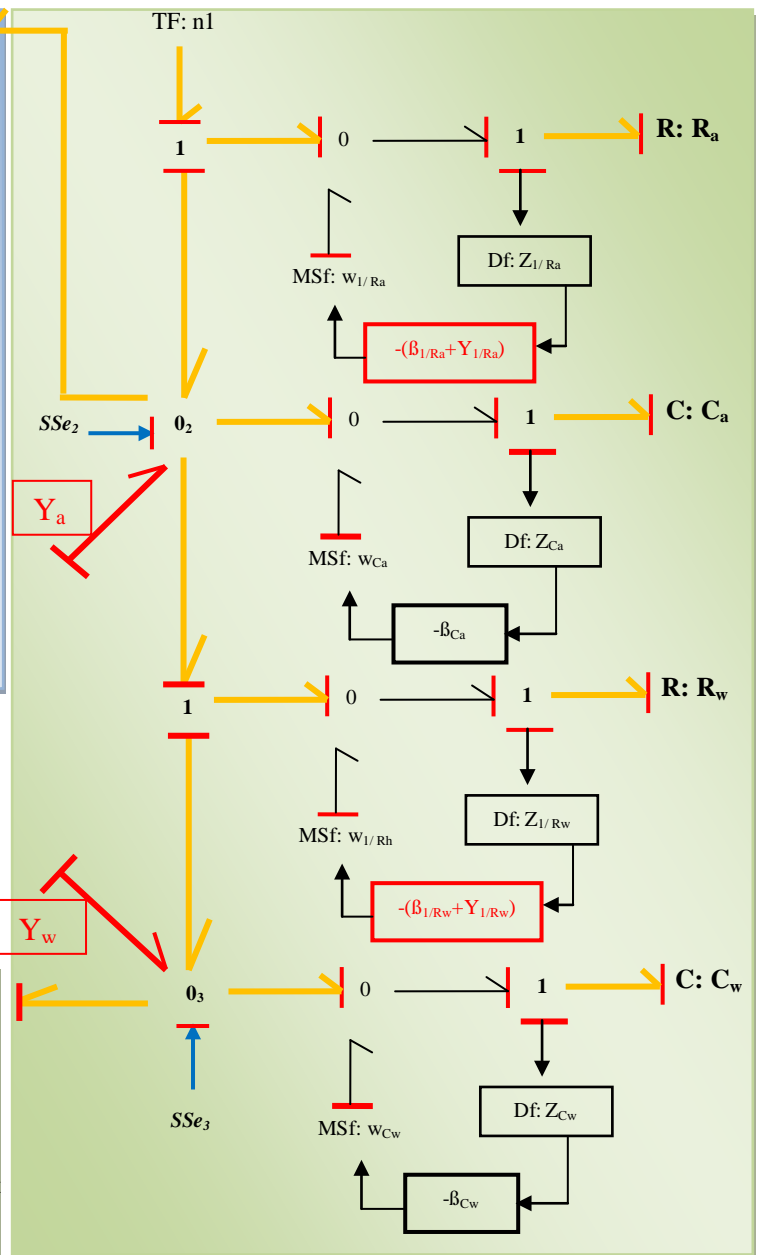 TF: n1
1 0 1 R: Ra
Df: Z1/Ra
MSf: w1/Ra
-(ß1/Ra+Y1/Ra)
SSe2 02 0 1 C: Ca
Ya
Df: ZCa
MSf: wCa
-ßCa
1 0 1 R: Rw
Df: Z1/Rw
MSf: w1/Rh
-(ß1/Rw+Y1/Rw)
Yw
03 0 1 C: Cw
SSe3
Df: ZCw
MSf: wCw
-ßCw